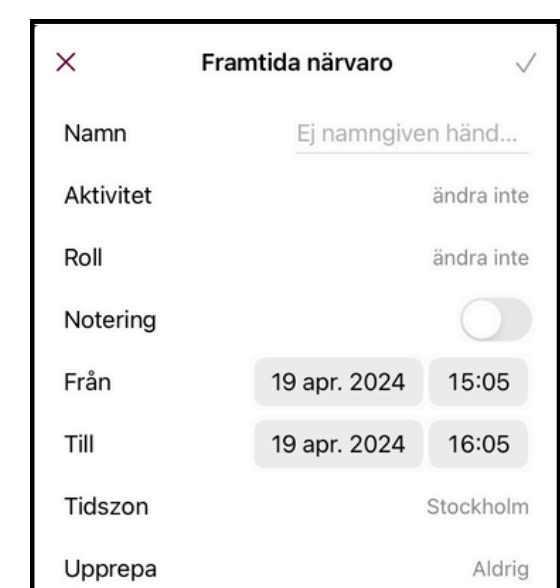 Framtida närvaro
Namn Ej namngiven händ...
Aktivitet ändra inte
Roll ändra inte
Notering
Från 19 apr. 2024 15:05
Till 19 apr. 2024 16:05
Tidszon Stockholm
Upprepa Aldrig